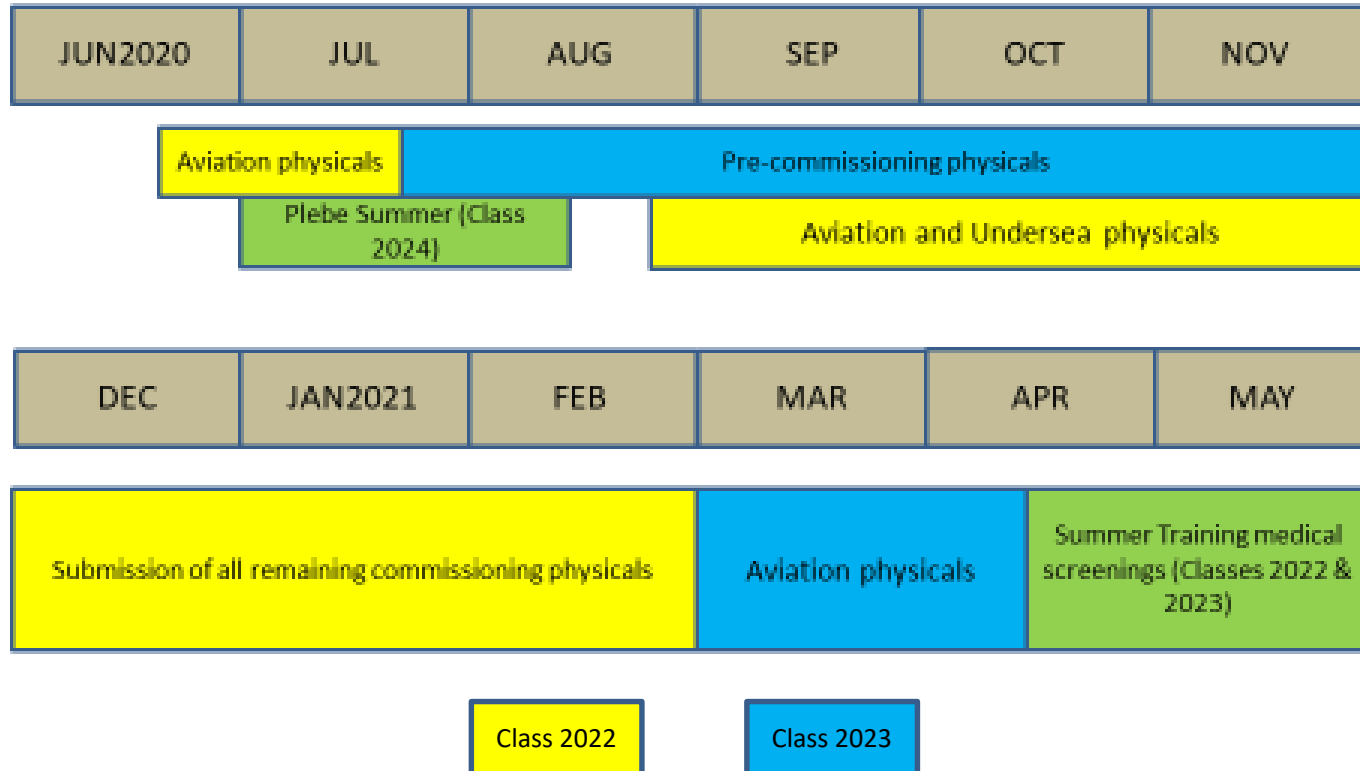 JUN2020 JUL AUG SEP OCT NOV
Aviation physicals Pre-commissioning physicals
Plebe Summer (Class
2024)
Aviation and Undersea physicals
DEC JAN2021 FEB MAR APR MAY
Submission of all remaining commissioning physicals
Aviation physicals
Summer Training medical
screenings (Classes 2022 &
2023)
Class 2022 Class 2023